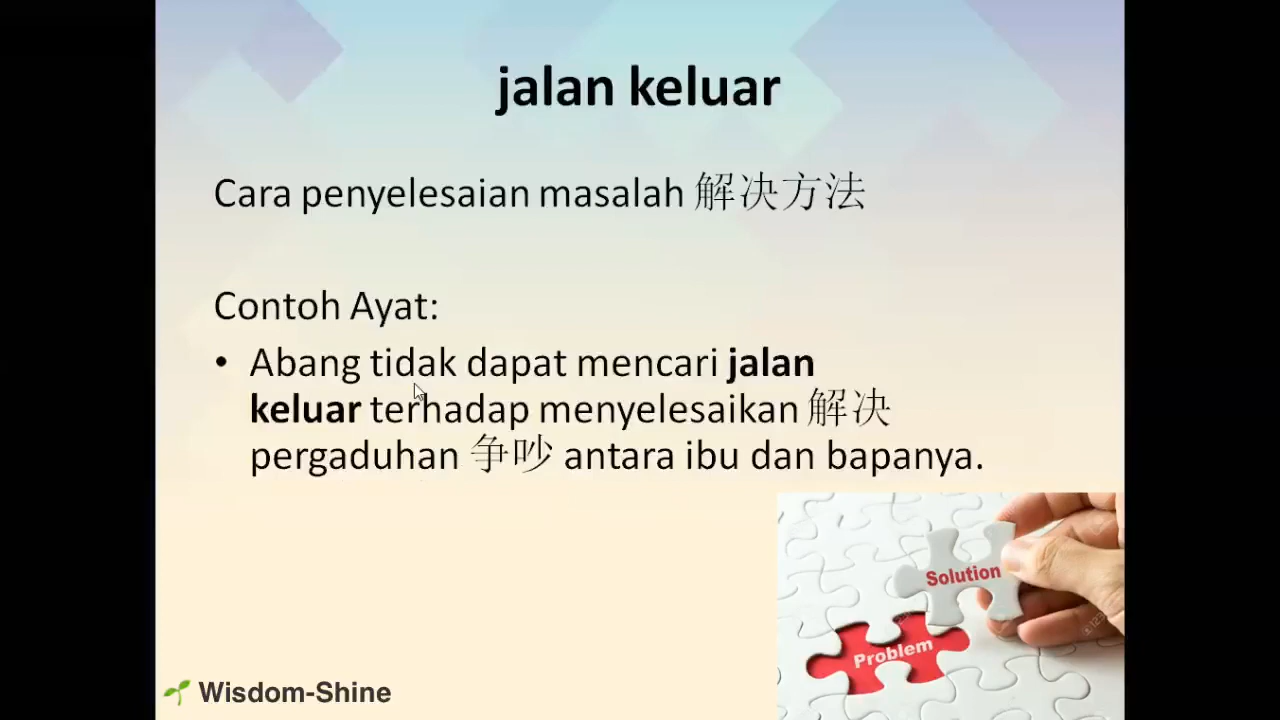 jalan keluar
Cara penyelesaian masalah 解决方法
Contoh Ayat:
• Abang tidak dapat mencari jalan
keluar terhadap menyelesaikan 解决
pergaduhan 争吵 antara ibu dan bapanya.
Solution
Problem
Wisdom-Shine